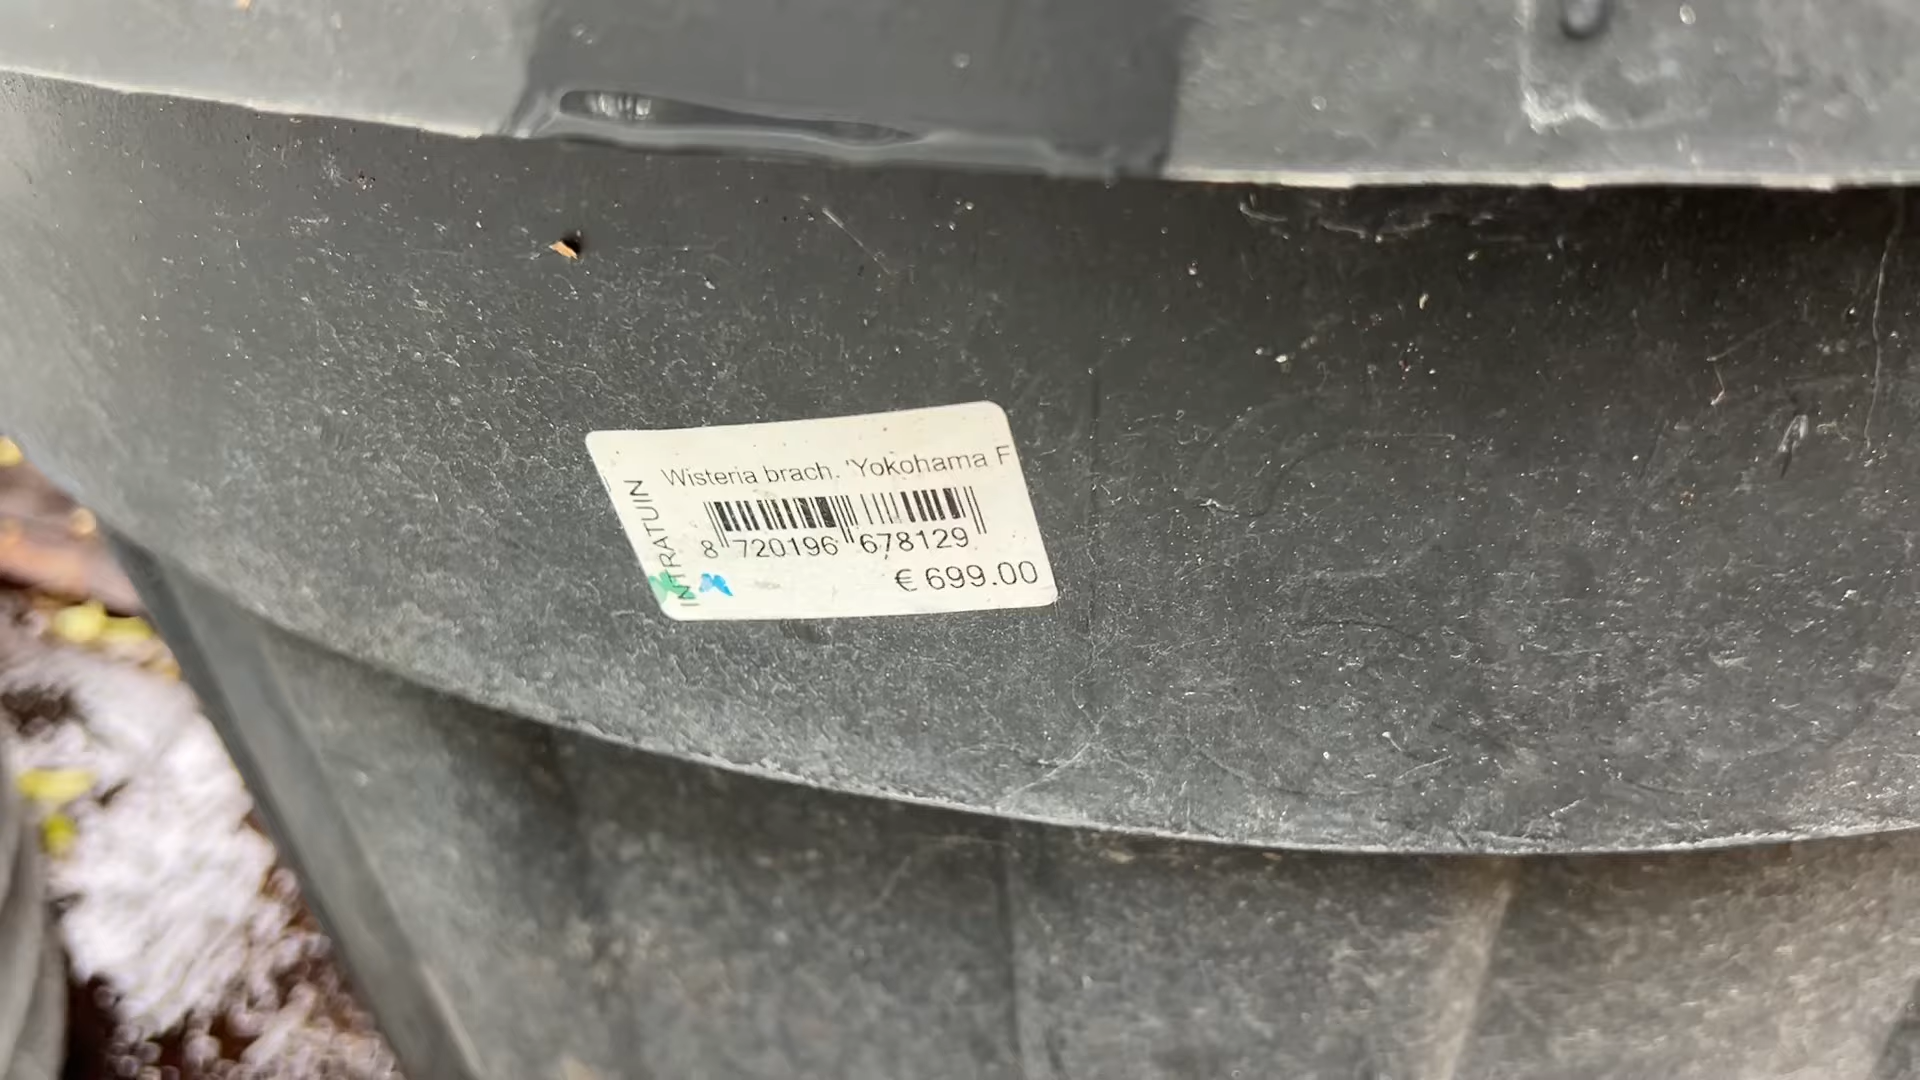 Wisteria brach. 'Yokohama F
INTRATUIN
8 720196 678129
€ 699.00